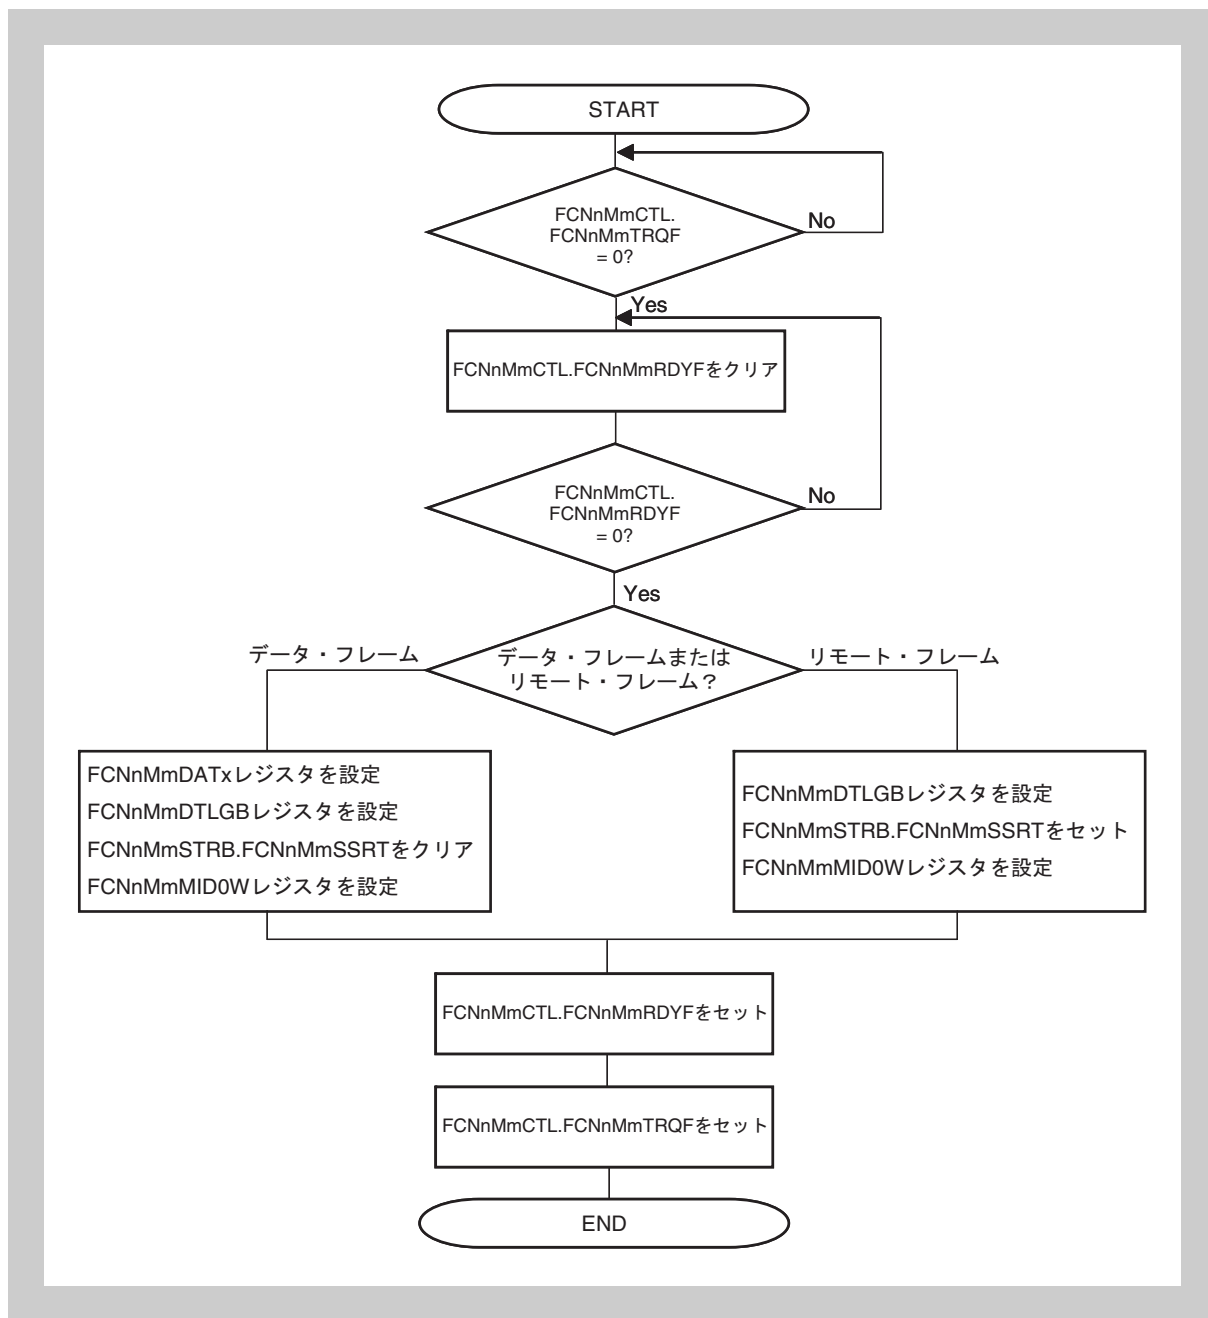 START
FCNnMmCTL.
FCNnMmTRQF
= 0?
No
Yes
FCNnMmCTL.FCNnMmRDYFをクリア
FCNnMmCTL.
FCNnMmRDYF
= 0?
No
Yes
データ・フレーム
データ・フレームまたは
リモート・フレーム？
リモート・フレーム
FCNnMmDATxレジスタを設定
FCNnMmDTLGBレジスタを設定
FCNnMmSTRB.FCNnMmSSRTをクリア
FCNnMmMID0Wレジスタを設定
FCNnMmDTLGBレジスタを設定
FCNnMmSTRB.FCNnMmSSRTをセット
FCNnMmMID0Wレジスタを設定
FCNnMmCTL.FCNnMmRDYFをセット
FCNnMmCTL.FCNnMmTRQFをセット
END